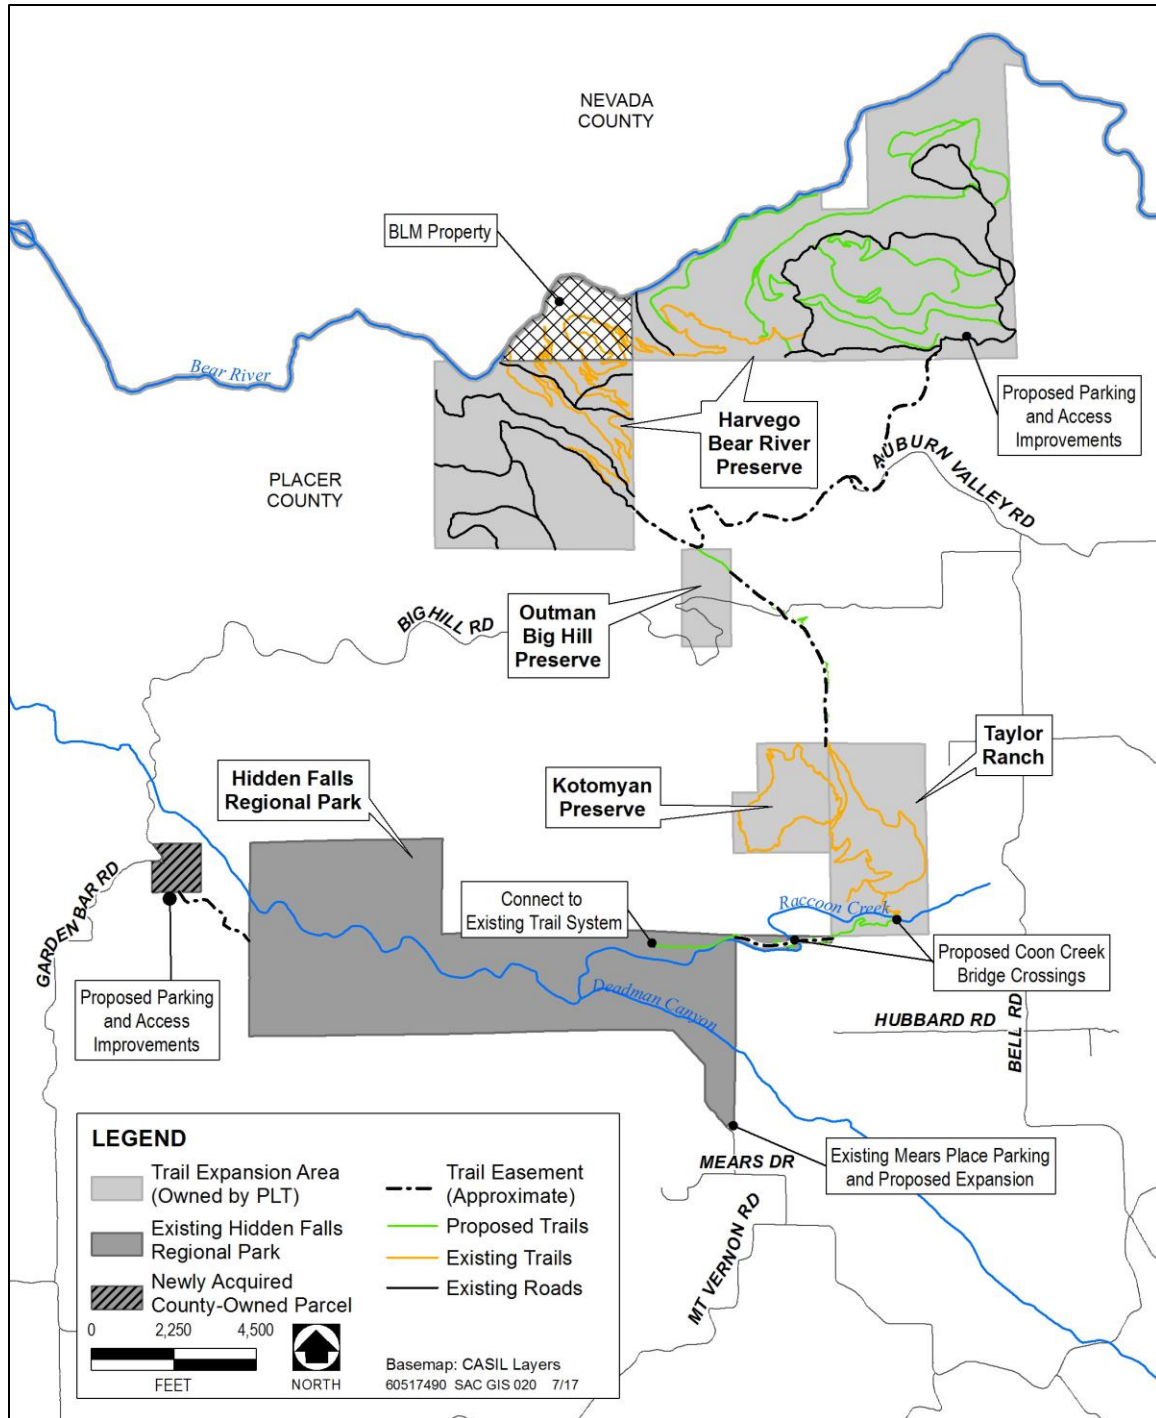 NEVADA
COUNTY
BLM Property
Bear River
Harvego
Bear River
Preserve
Proposed Parking
and Access
Improvements
AUBURN VALLEY RD
PLACER
COUNTY
BIG HILL RD
Outman
Big Hill
Preserve
Taylor
Ranch
Hidden Falls
Regional Park
Kotomyan
Preserve
GARDEN BAR RD
Connect to
Existing Trail System
Raccoon Creek
Proposed Coon Creek
Bridge Crossings
Deadman Canyon
Proposed Parking
and Access
Improvements
HUBBARD RD
BELL RD
MEARS DR
Existing Mears Place Parking
and Proposed Expansion
MT VERNON RD
LEGEND
Trail Expansion Area
(Owned by PLT)
Existing Hidden Falls
Regional Park
Newly Acquired
County-Owned Parcel
Trail Easement
(Approximate)
Proposed Trails
Existing Trails
Existing Roads
0 2,250 4,500
FEET
NORTH
Basemap: CASIL Layers
60517490 SAC GIS 020 7/17